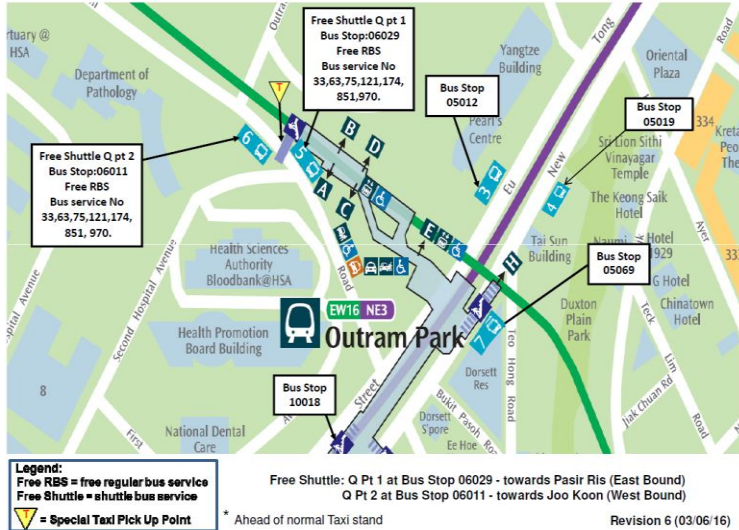 Outram
Free Shuttle Q pt 1
Bus Stop:06029
Free RBS
Bus service No
33,63,75,121,174,
851,970.
Tong
Road
Yangtze
Building
Oriental
Plaza
HSA
Department of
Pathology
Bus Stop
05012
Pearl's
Centre
Bus Stop
05019
334
Free Shuttle Q pt 2
Bus Stop:06011
Free RBS
Bus service No
33,63,75,121,174,
851, 970.
T
B
D
6
5
A
C
3
Eu
New
4
Sri Lion Sithi
Vinayagar
Temple
The Keong Saik
Hotel
Second Hospital Avenue
Health Sciences
Authority
Bloodbank@HSA
Road
E
H
Tai Sun
Building
Bus Stop
05069
Hotel
1929
G Hotel
Chinatown
Hotel
Duxton
Plain
Park
EW16 NE3
Outram Park
7
Health Promotion
Board Building
Dorsett
Res
Teo Hong Road
Teck
Lim
Road
Jiak Chuan Rd
Bus Stop
10018
Street
8
First
National Dental
Care
Dorsett
S'pore
Bukit Pasoh Road
Ee Hoe
Legend:
Free RBS = free regular bus service
Free Shuttle = shuttle bus service
T = Special Taxi Pick Up Point
* Ahead of normal Taxi stand
Free Shuttle: Q Pt 1 at Bus Stop 06029 - towards Pasir Ris (East Bound)
Q Pt 2 at Bus Stop 06011 - towards Joo Koon (West Bound)
Revision 6 (03/06/16)